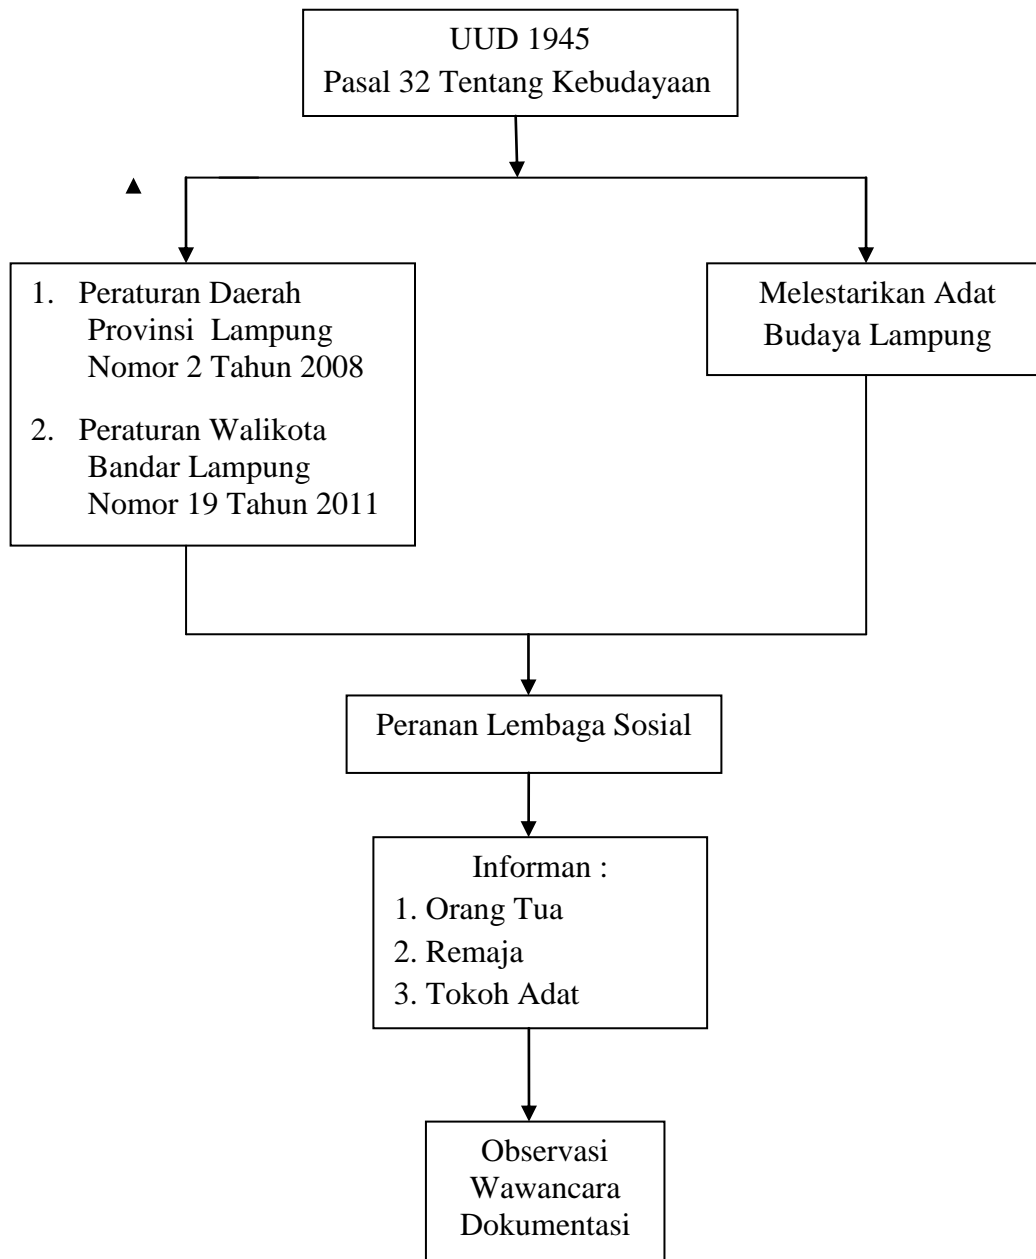 UUD 1945
Pasal 32 Tentang Kebudayaan
1. Peraturan Daerah
Provinsi Lampung
Nomor 2 Tahun 2008
2. Peraturan Walikota
Bandar Lampung
Nomor 19 Tahun 2011
Melestarikan Adat
Budaya Lampung
Peranan Lembaga Sosial
Informan :
1. Orang Tua
2. Remaja
3. Tokoh Adat
Observasi
Wawancara
Dokumentasi